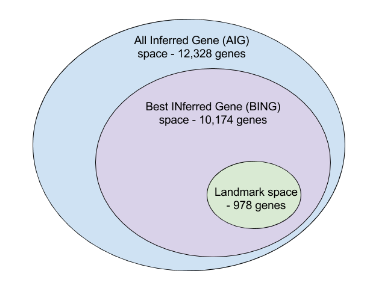 All Inferred Gene (AIG)
space - 12,328 genes
Best INferred Gene (BING)
space - 10,174 genes
Landmark space
- 978 genes